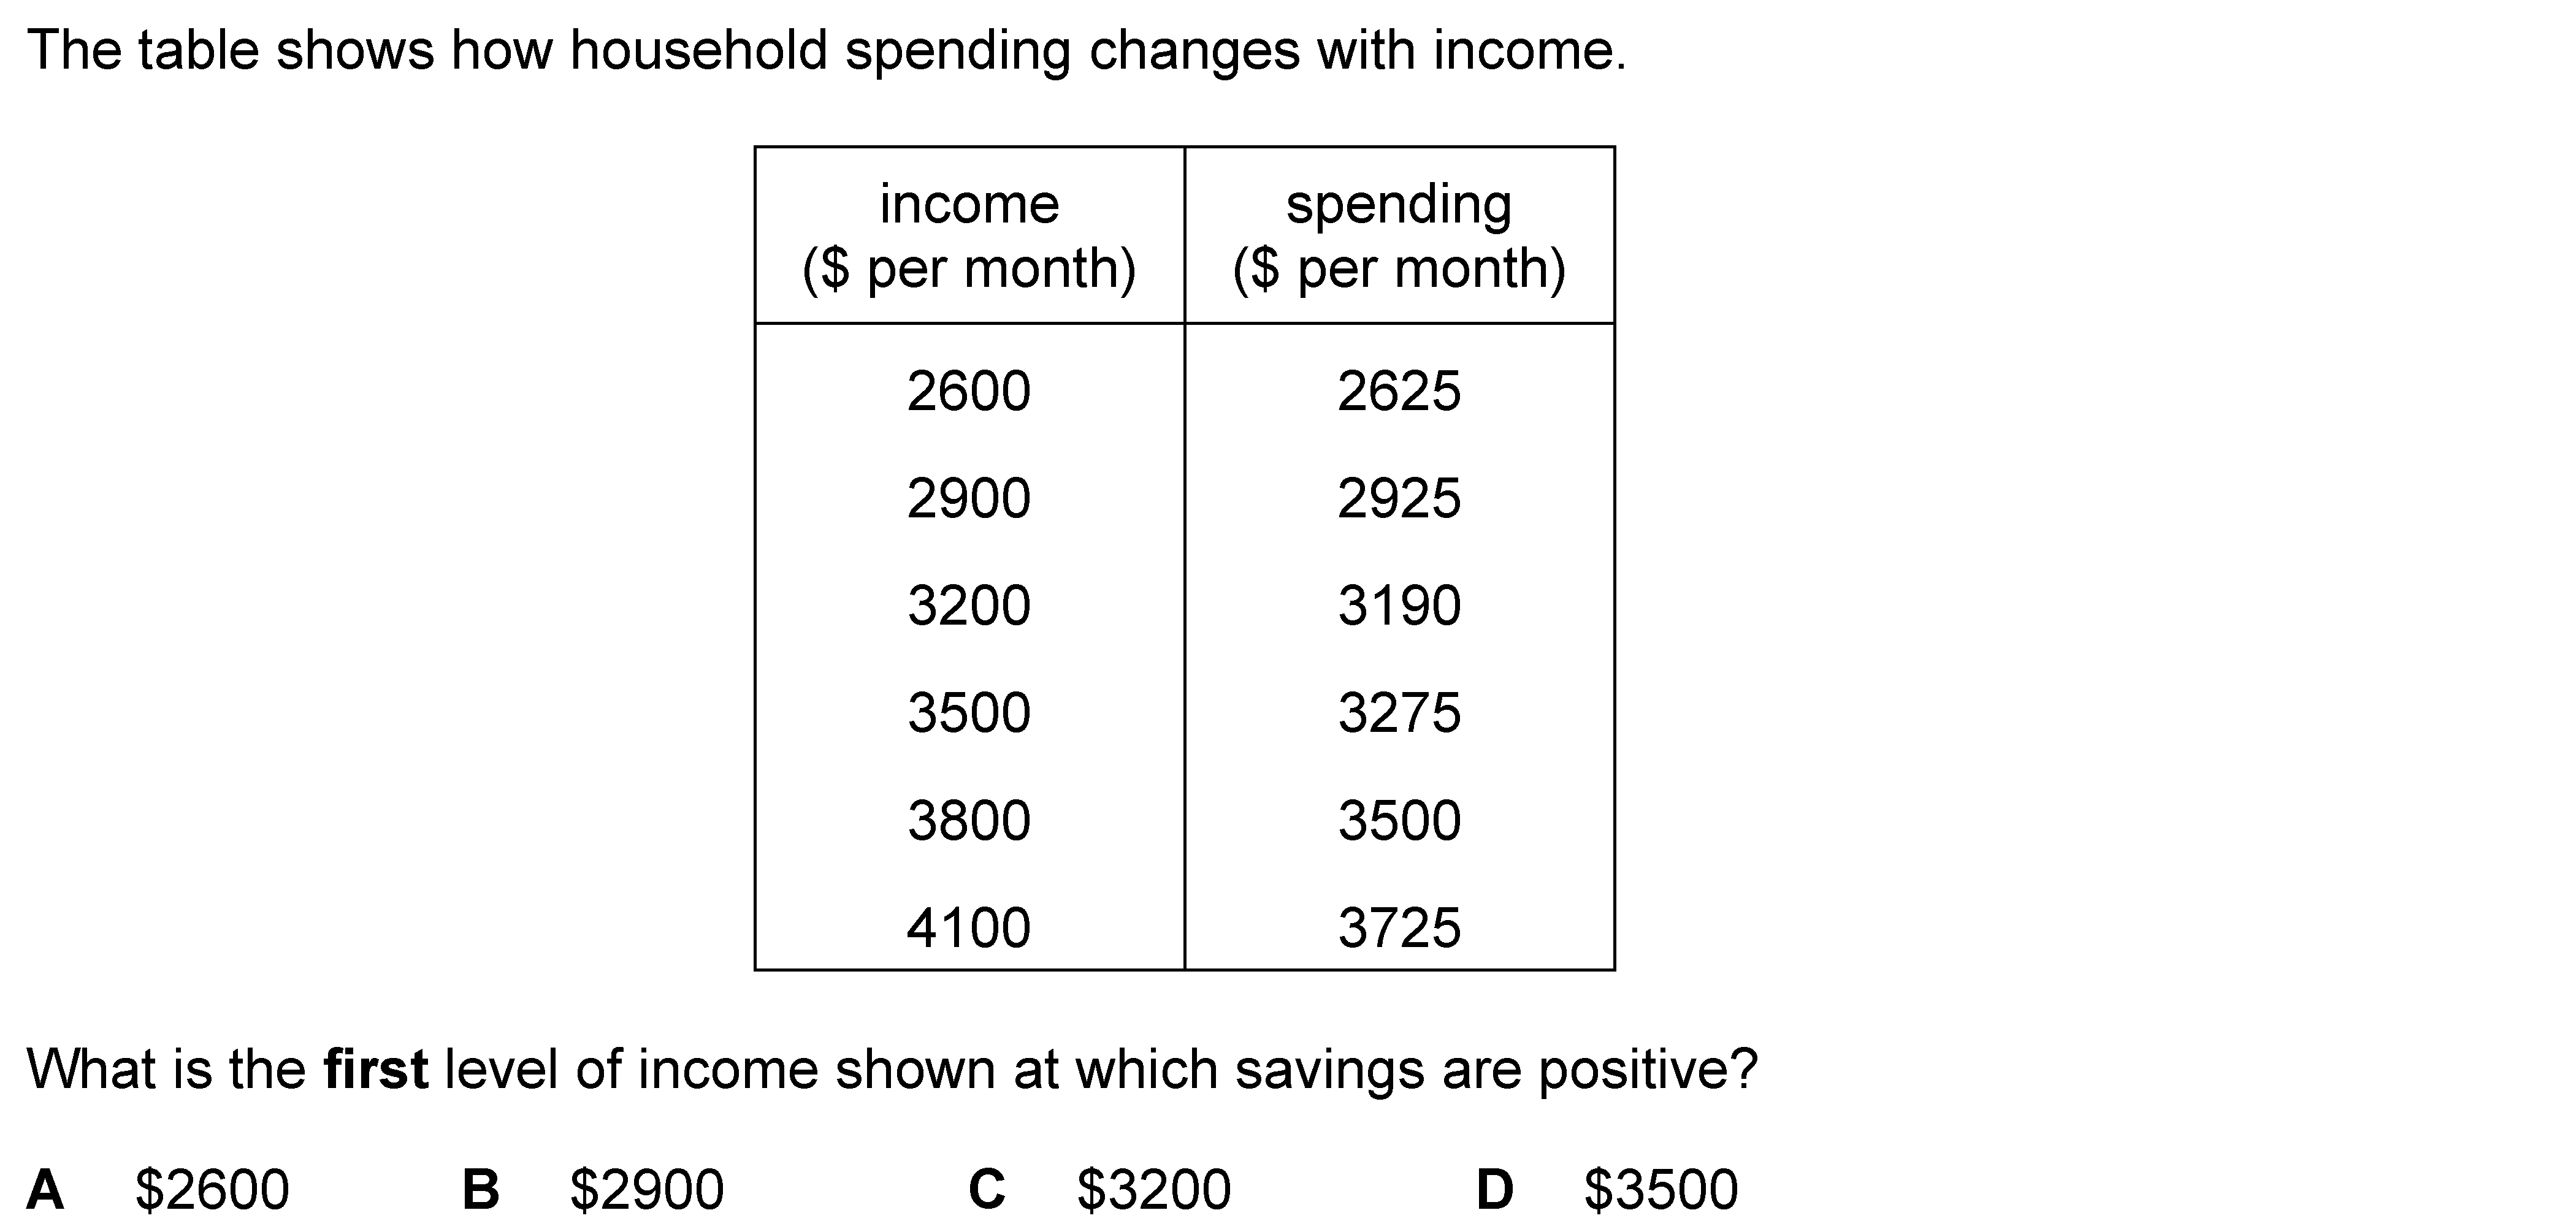 The table shows how household spending changes with income.
income spending
($ per month) ($ per month)
2600 2625
2900 2925
3200 3190
3500 3275
3800 3500
4100 3725
What is the first level of income shown at which savings are positive?
A $2600 B $2900 C $3200 D $3500